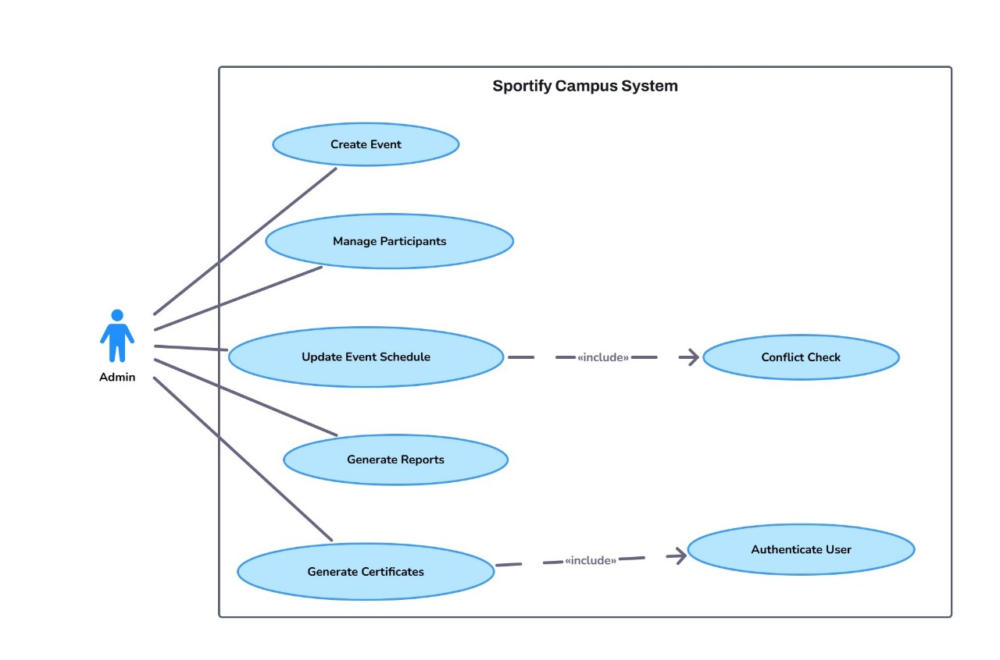 Sportify Campus System
Create Event
Manage Participants
Admin
Update Event Schedule
«include»
Conflict Check
Generate Reports
Generate Certificates
«include»
Authenticate User